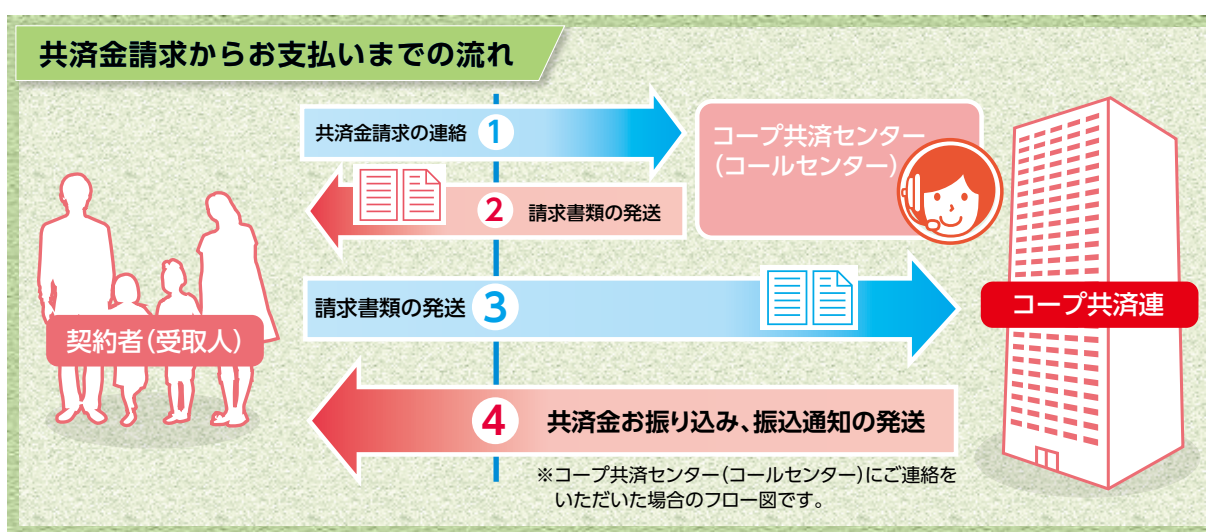 共済金請求からお支払いまでの流れ
共済金請求の連絡 1
コープ共済センター
(コールセンター)
2 請求書類の発送
請求書類の発送 3
コープ共済連
契約者(受取人)
4 共済金お振り込み、振込通知の発送
※コープ共済センター(コールセンター)にご連絡を
いただいた場合のフロー図です。